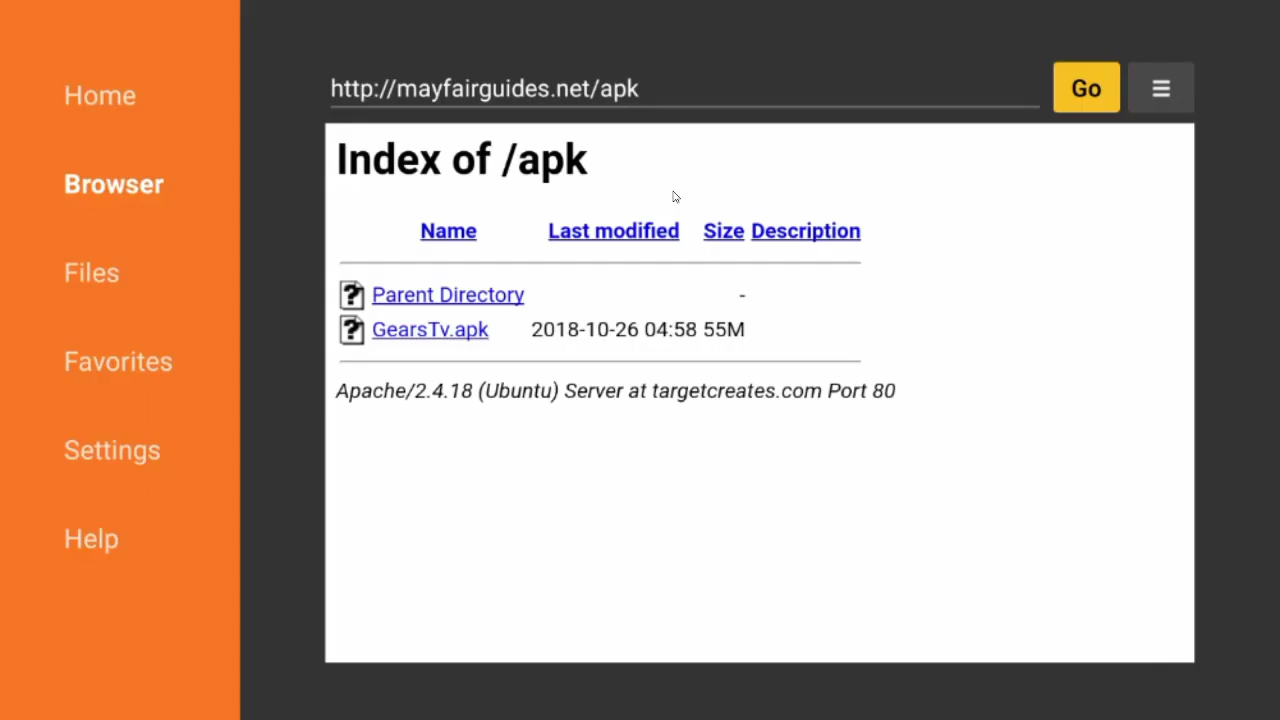 Home
Browser
Files
Favorites
Settings
Help
http://mayfairguides.net/apk
Go
Index of /apk
Name Last modified Size Description
Parent Directory -
GearsTv.apk 2018-10-26 04:58 55M
Apache/2.4.18 (Ubuntu) Server at targetcreates.com Port 80